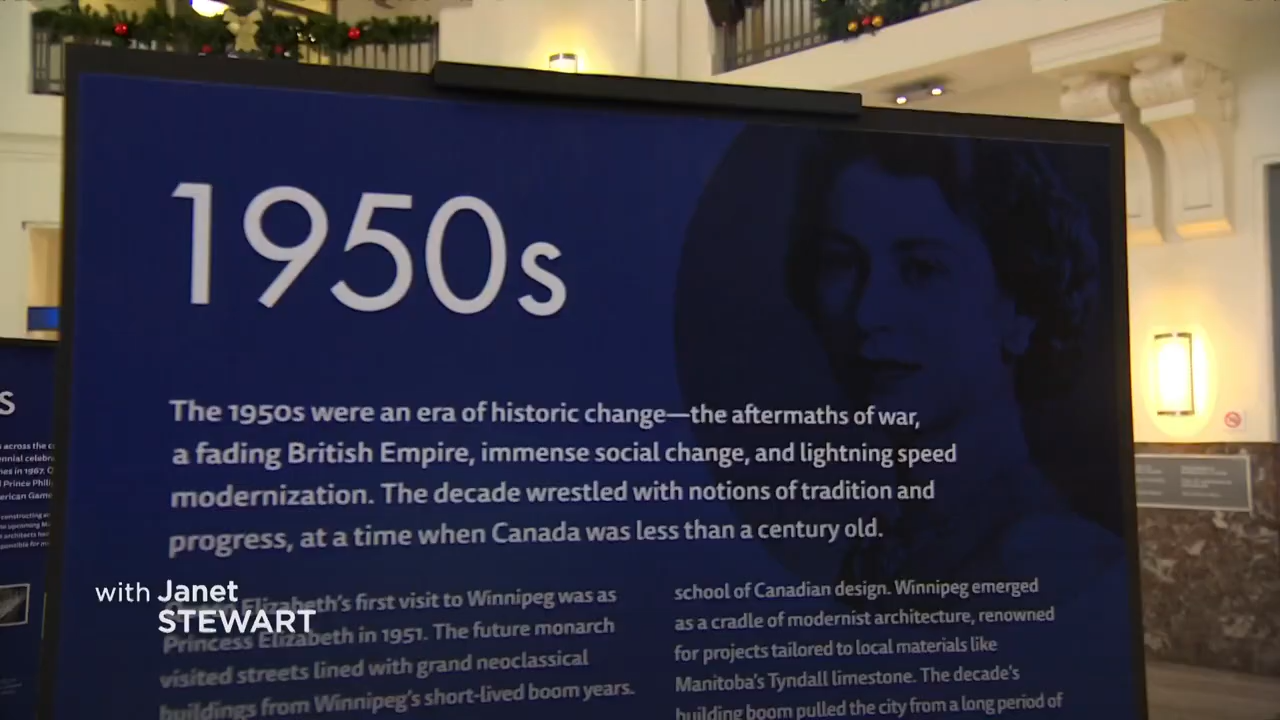 1950s
The 1950s were an era of historic change—the aftermaths of war,
a fading British Empire, immense social change, and lightning speed
modernization. The decade wrestled with notions of tradition and
progress, at a time when Canada was less than a century old.
Elizabeth's first visit to Winnipeg was as
Princess Elizabeth in 1951. The future monarch
visited streets lined with grand neoclassical
buildings from Winnipeg's short-lived boom years.
school of Canadian design. Winnipeg emerged
as a cradle of modernist architecture, renowned
for projects tailored to local materials like
Manitoba's Tyndall limestone. The decade's
building boom pulled the city from a long period of
with Janet
STEWART
s
s across the
in 1967.
Prince